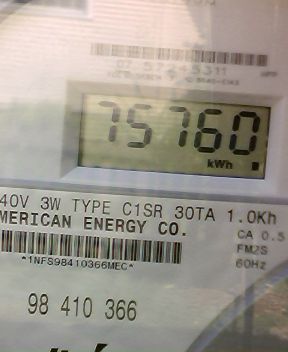 75760
kWh
40V 3W TYPE C1SR 30TA 1.0Kh
MERICAN ENERGY CO.
CA 0.5
FM2S
60Hz
*1NFS98410366MEC*
98 410 366